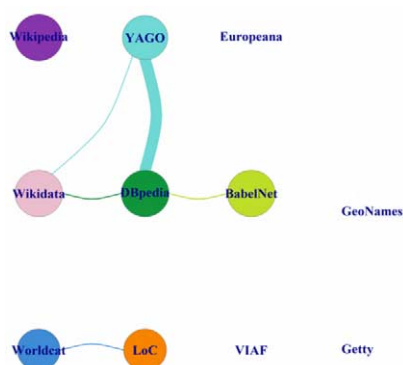 Wikipedia
YAGO
Europeana
Wikidata
DBpedia
BabelNet
GeoNames
Worldcat
LoC
VIAF
Getty